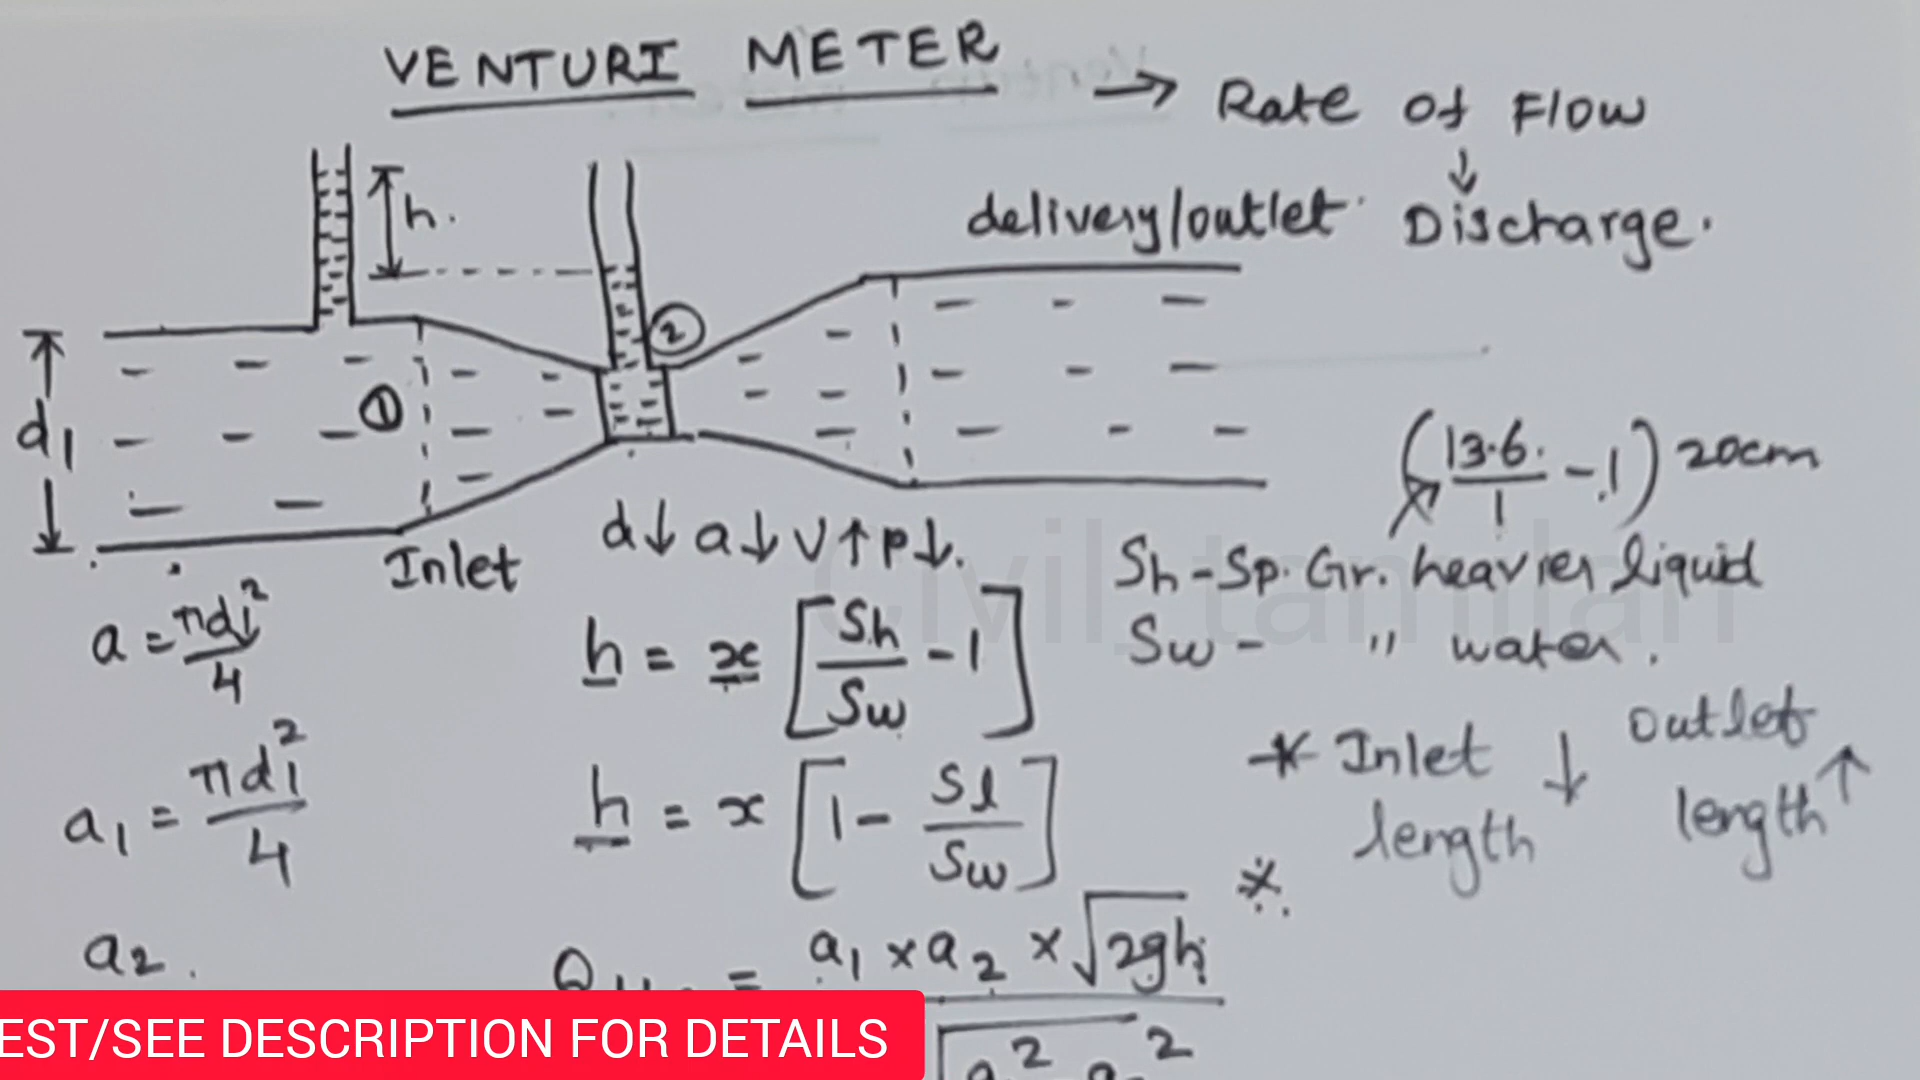 VENTURI METER → Rate of Flow
↓
delivery/outlet Discharge.
h.
②
①
d₁
(13.6/1 - 1) 20cm
Inlet
d↓ a↓ v↑ p↓.
Sh - Sp. Gr. heavier liquid
Sw - " water.
a = πd₁²/4
h = x [Sh/Sw - 1]
* Inlet length ↓ outlet length ↑
a₁ = πd₁²/4
h = x [1 - Sl/Sw]
*
a₂.
= a₁ × a₂ × √2gh
EST/SEE DESCRIPTION FOR DETAILS
Civil_tamilan